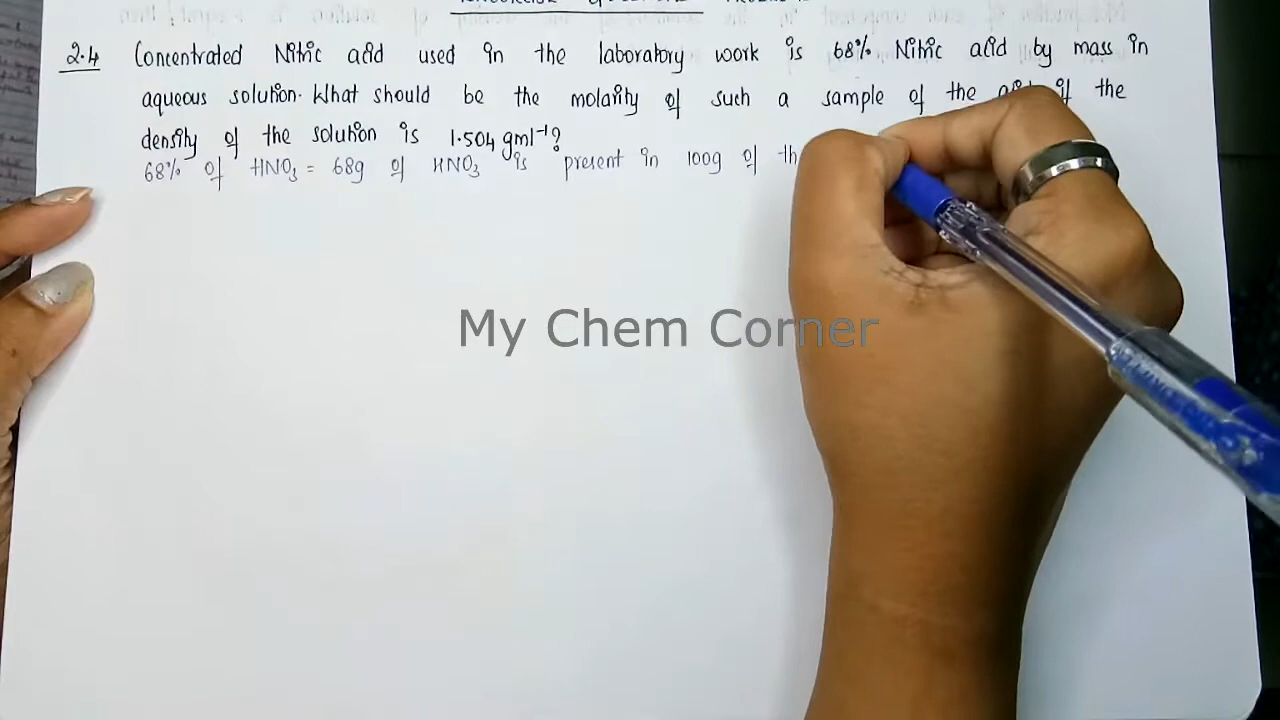 2.4 Concentrated Nitric acid used in the laboratory work is 68% Nitric acid by mass in
aqueous solution. What should be the molarity of such a sample of the acid if the
density of the solution is 1.504 gml⁻¹?
68% of HNO₃ = 68g of HNO₃ is present in 100g of th
My Chem Corner